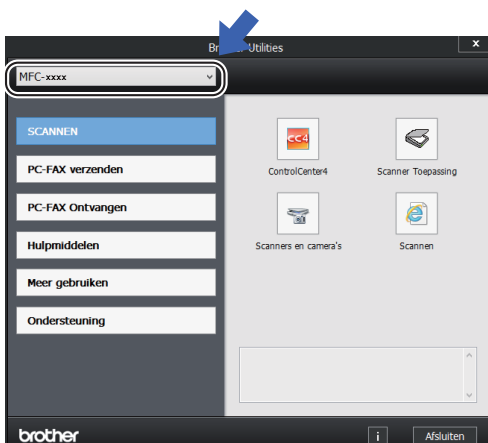 Brother Utilities
x
MFC-xxxx
SCANNEN
PC-FAX verzenden
PC-FAX Ontvangen
Hulpmiddelen
Meer gebruiken
Ondersteuning
CC4
ControlCenter4
Scanner Toepassing
Scanners en camera's
Scannen
brother
i
Afsluiten